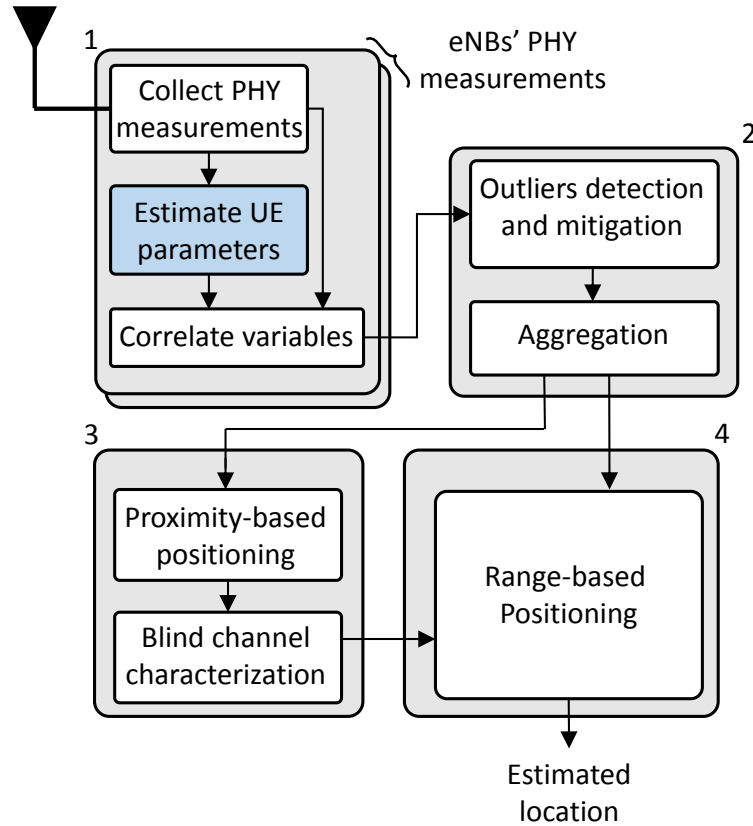 1
eNBs' PHY
measurements
Collect PHY
measurements
Estimate UE
parameters
Correlate variables
2
Outliers detection
and mitigation
Aggregation
3
Proximity-based
positioning
Blind channel
characterization
4
Range-based
Positioning
Estimated
location